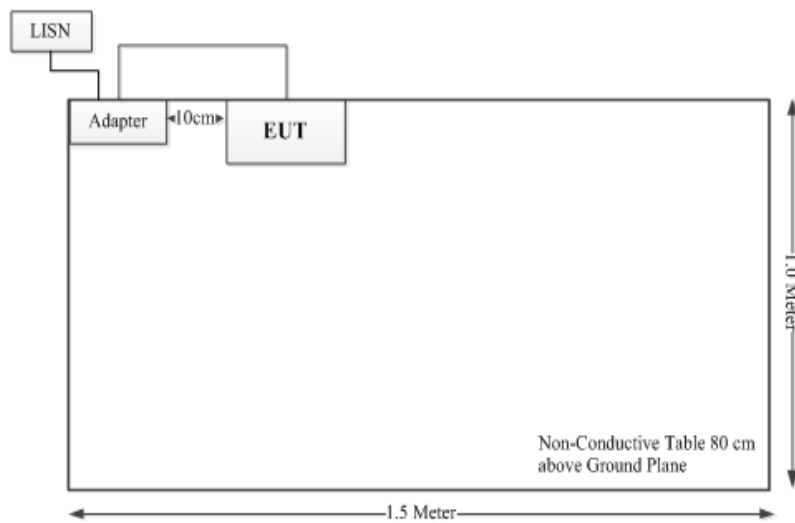 LISN
Adapter
10cm
EUT
1.0 Meter
Non-Conductive Table 80 cm
above Ground Plane
1.5 Meter